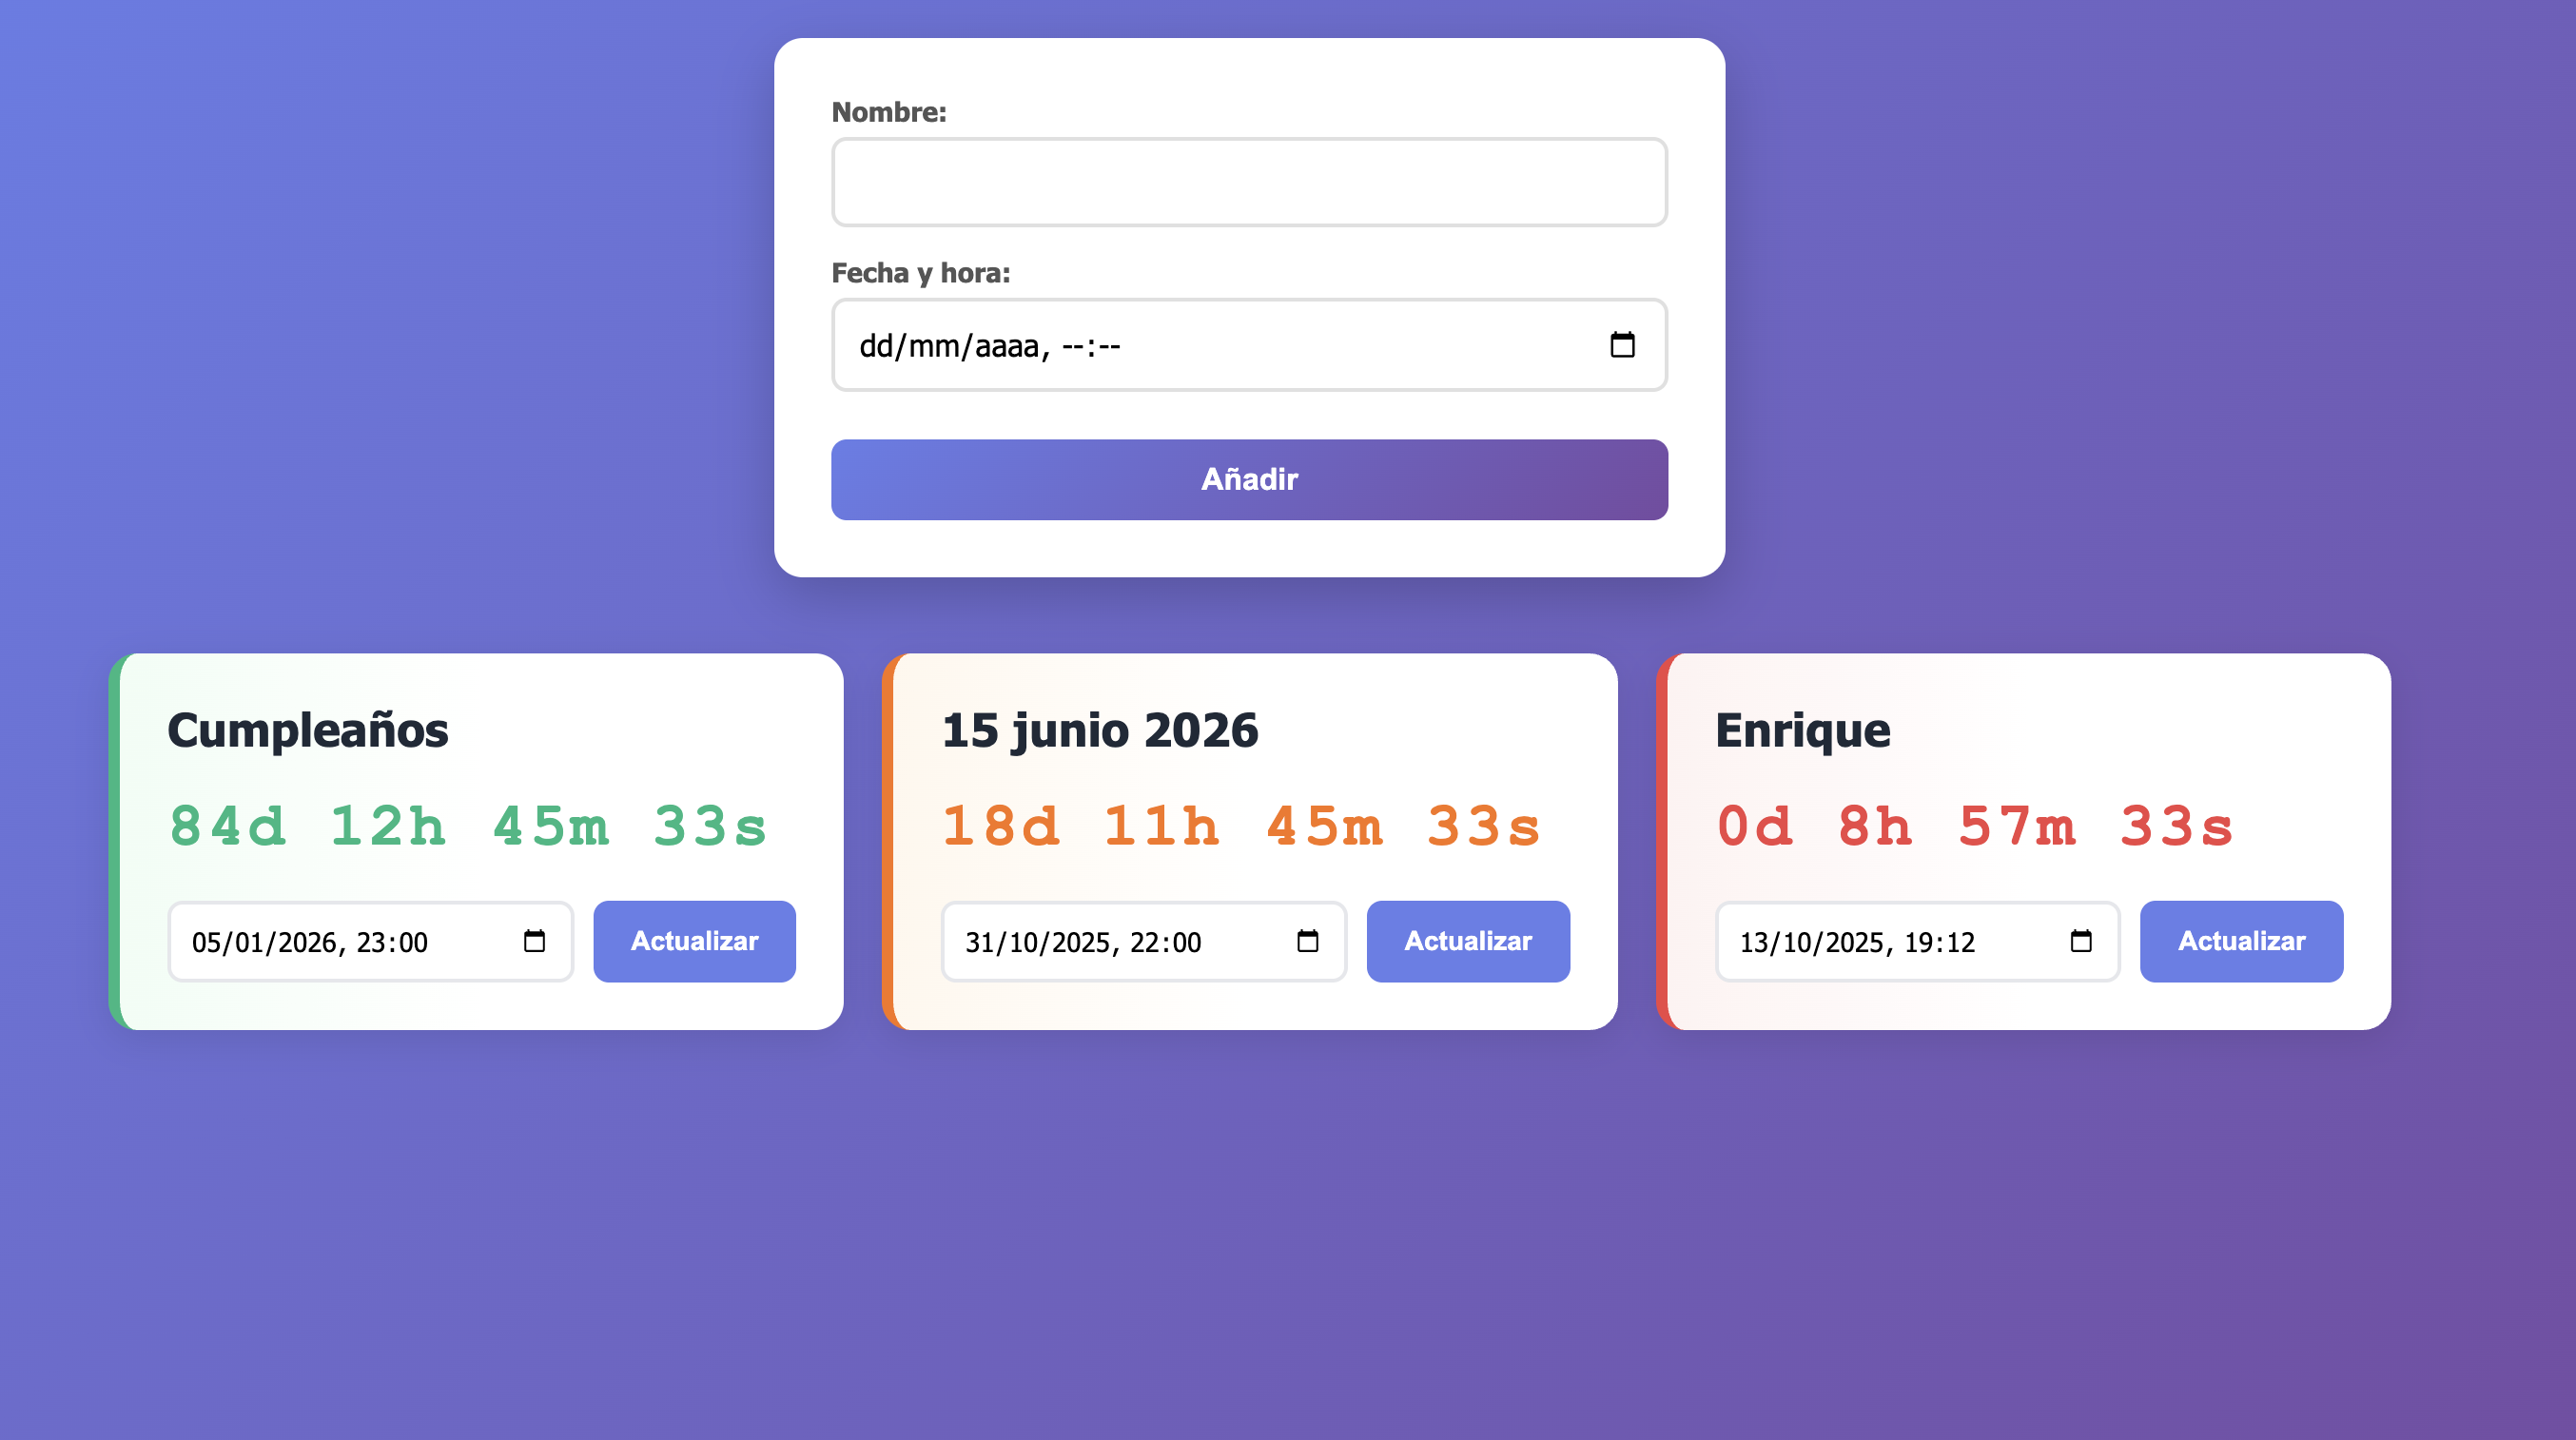 Nombre:
Fecha y hora:
dd/mm/aaaa, --:--
Añadir
Cumpleaños
84d 12h 45m 33s
05/01/2026, 23:00
Actualizar
15 junio 2026
18d 11h 45m 33s
31/10/2025, 22:00
Actualizar
Enrique
0d 8h 57m 33s
13/10/2025, 19:12
Actualizar